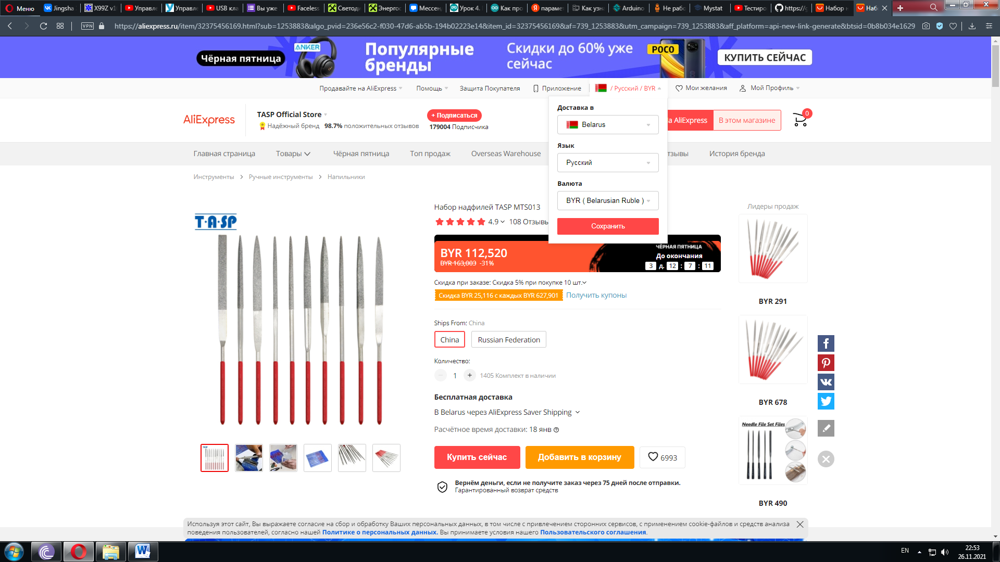 Меню
Jingsha
X99Z v1
Управле
Управле
USB кла
Вы уже
Faceless
Светоди
Энергос
Мессен
Урок 4.
Как про
парамет
Как узна
Arduino
Не рабо
Mystat
Тестиро
https://g
Набор н
Наб
VPN
https://aliexpress.ru/item/32375456169.html?sub=1253883&algo_pvid=236e56c2-f030-47d6-ab5b-194b02223e14&item_id=32375456169&af=739_1253883&utm_campaign=739_1253883&aff_platform=api-new-link-generate&btsid=0b8b034e1629
Чёрная пятница
ANKER
Популярные
бренды
Скидки до 60% уже
сейчас
POCO
КУПИТЬ СЕЙЧАС
Продавайте на AliExpress
Помощь
Защита Покупателя
Приложение
/ Русский / BYR
Мои желания
Мой Профиль
AliExpress
TASP Official Store
Надёжный бренд 98.7% положительных отзывов
+ Подписаться
179004 Подписчика
Доставка в
Belarus
Язык
Русский
Валюта
BYR ( Belarusian Ruble )
Сохранить
а AliExpress
В этом магазине
0
Главная страница
Товары
Чёрная пятница
Топ продаж
Overseas Warehouse
тзывы
История бренда
Инструменты > Ручные инструменты > Напильники
T·A·SP
Набор надфилей TASP MTS013
4.9 108 Отзывы
BYR 112,520
BYR 163,003 -31%
ЧЁРНАЯ ПЯТНИЦА
До окончания
3 д. 12 : 7 : 11
Скидка при заказе: Скидка 5% при покупке 10 шт.
Скидка BYR 25,116 с каждых BYR 627,901
Получить купоны
Ships From: China
China
Russian Federation
Количество:
1
+
1405 Комплект в наличии
Бесплатная доставка
В Belarus через AliExpress Saver Shipping
Расчётное время доставки: 18 янв
Купить сейчас
Добавить в корзину
6993
Вернём деньги, если не получите заказ через 75 дней после отправки.
Гарантированный возврат средств
Лидеры продаж
BYR 291
BYR 678
Needle File Set Files
BYR 490
Используя этот сайт, Вы выражаете согласие на сбор и обработку Ваших персональных данных, в том числе с привлечением сторонних сервисов, с применением cookie-файлов и средств анализа
поведения пользователей, согласно нашей Политике о персональных данных. Вы принимаете условия нашего Пользовательского соглашения.
EN
22:53
26.11.2021